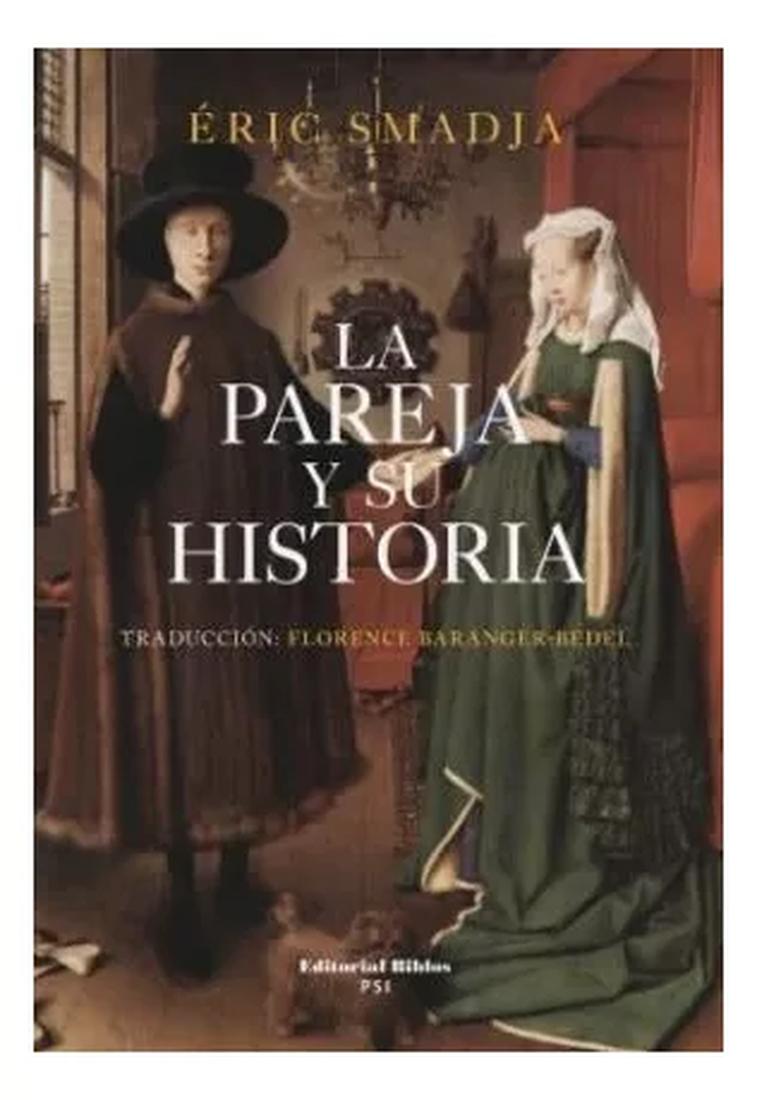 ÉRIC SMADJA
LA
PAREJA
Y SU
HISTORIA
TRADUCCIÓN: FLORENCE BARANGER-BEDEL
Editorial Biblos
PSI